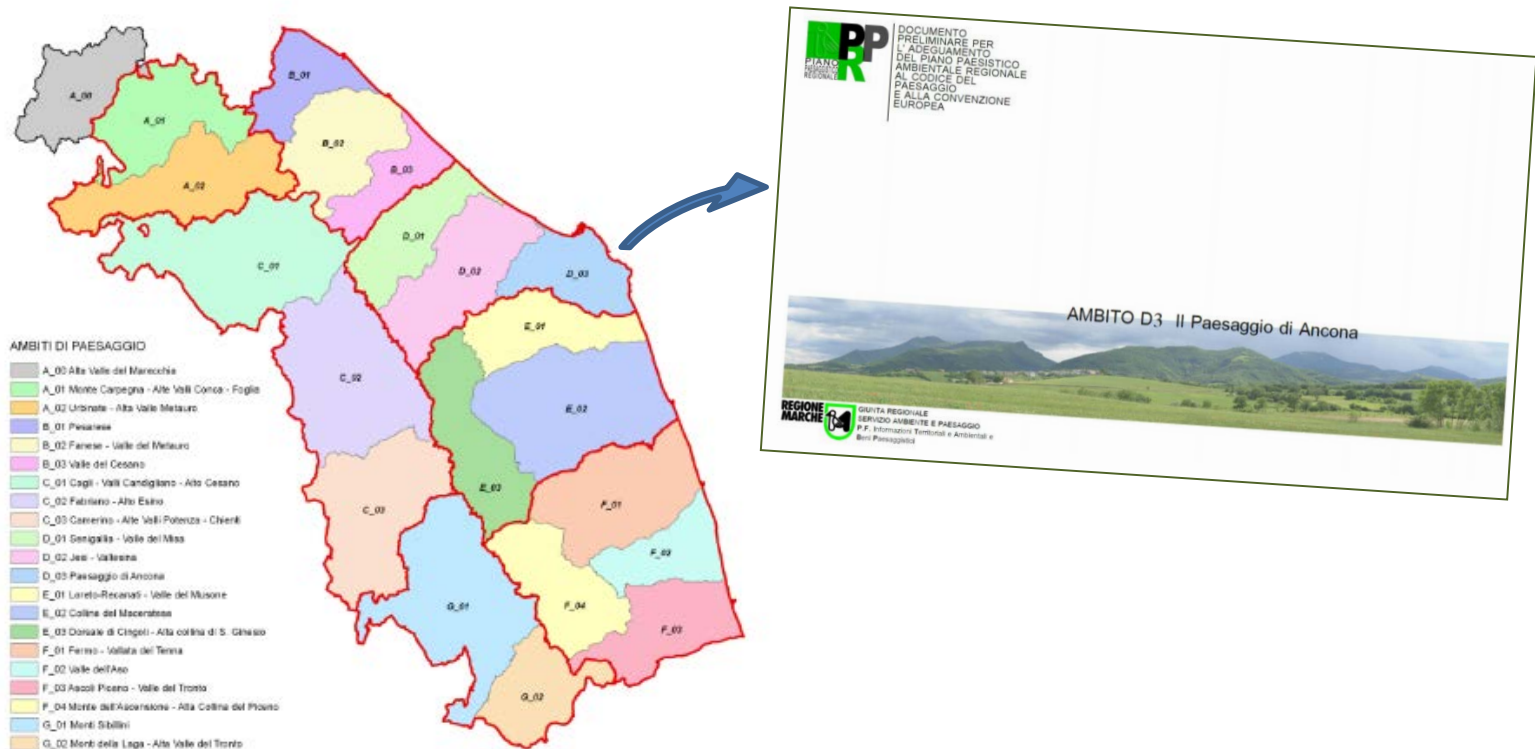 A_00
A_01
A_02
B_01
B_02
B_03
C_01
D_01
D_02
D_03
E_01
C_02
E_02
E_03
C_03
F_01
F_03
F_04
G_01
F_03
G_02
AMBITI DI PAESAGGIO
A_00 Alte Valle del Marecchia
A_01 Monte Carpegna - Alte Valli Conca - Foglia
A_02 Urbinate - Alta Valle Metauro
B_01 Pesarese
B_02 Fanese - Valle del Metauro
B_03 Valle del Cesano
C_01 Cagli - Valli Candigliano - Alto Cesano
C_02 Fabriano - Alto Esino
C_03 Camerino - Alte Valli Potenza - Chienti
D_01 Senigallia - Valle del Misa
D_02 Jesi - Vallesina
D_03 Paesaggio di Ancona
E_01 Loreto-Recanati - Valle del Musone
E_02 Colline del Maceratese
E_03 Dorsale di Cingoli - Alta collina di S. Ginesio
F_01 Fermo - Vallata del Tenna
F_02 Valle dell'Aso
F_03 Ascoli Piceno - Valle del Tronto
F_04 Monte dell'Ascensione - Alta Collina del Piceno
G_01 Monti Sibillini
G_02 Monti della Laga - Alta Valle del Tronto
PPR
PIANO
PAESAGGISTICO
REGIONALE
DOCUMENTO
PRELIMINARE PER
L' ADEGUAMENTO
DEL PIANO PAESISTICO
AMBIENTALE REGIONALE
AL CODICE DEL
PAESAGGIO
E ALLA CONVENZIONE
EUROPEA
AMBITO D3 Il Paesaggio di Ancona
REGIONE
MARCHE
GIUNTA REGIONALE
SERVIZIO AMBIENTE E PAESAGGIO
P.F. Informazioni Territoriali e Ambientali e
Beni Paesaggistici